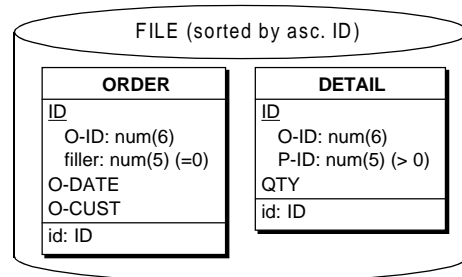 FILE (sorted by asc. ID)
ORDER
ID
O-ID: num(6)
filler: num(5) (=0)
O-DATE
O-CUST
id: ID
DETAIL
ID
O-ID: num(6)
P-ID: num(5) (> 0)
QTY
id: ID